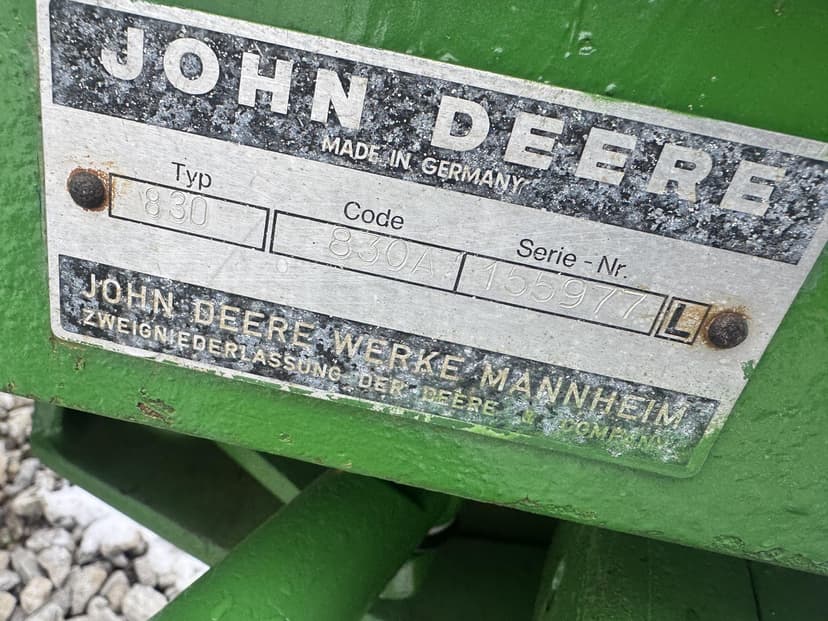 JOHN DEERE
MADE IN GERMANY
Typ Code Serie - Nr.
830 830A 155977 L
JOHN DEERE WERKE MANNHEIM
ZWEIGNIEDERLASSUNG DER DEERE & COMPANY